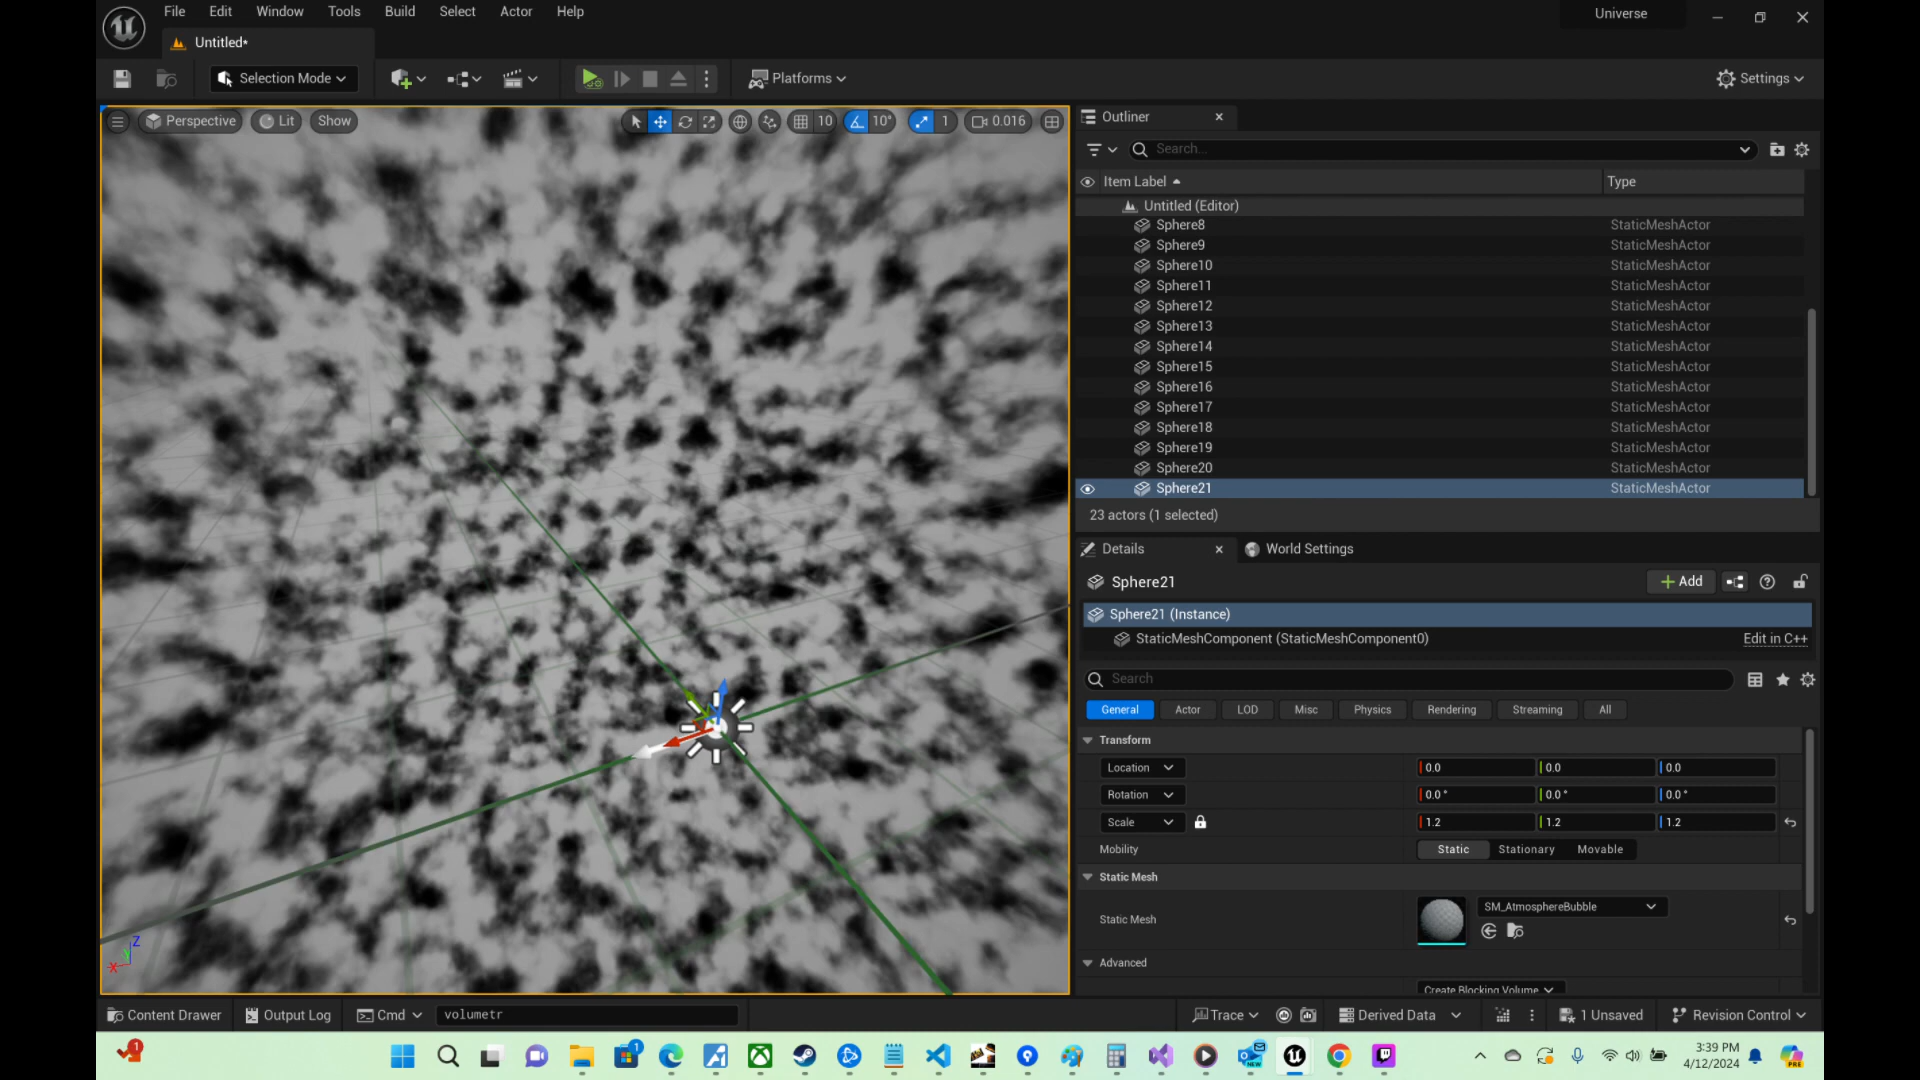 File Edit Window Tools Build Select Actor Help
Universe
Untitled*
Selection Mode
Platforms
Settings
Perspective Lit Show
10 10° 1 0.016
Outliner
Search...
Item Label Type
Untitled (Editor)
Sphere8 StaticMeshActor
Sphere9 StaticMeshActor
Sphere10 StaticMeshActor
Sphere11 StaticMeshActor
Sphere12 StaticMeshActor
Sphere13 StaticMeshActor
Sphere14 StaticMeshActor
Sphere15 StaticMeshActor
Sphere16 StaticMeshActor
Sphere17 StaticMeshActor
Sphere18 StaticMeshActor
Sphere19 StaticMeshActor
Sphere20 StaticMeshActor
Sphere21 StaticMeshActor
23 actors (1 selected)
Details World Settings
Sphere21
Add
Sphere21 (Instance)
StaticMeshComponent (StaticMeshComponent0) Edit in C++
Search
General Actor LOD Misc Physics Rendering Streaming All
Transform
Location 0.0 0.0 0.0
Rotation 0.0 ° 0.0 ° 0.0 °
Scale 1.2 1.2 1.2
Mobility Static Stationary Movable
Static Mesh
Static Mesh SM_AtmosphereBubble
Advanced
Create Blocking Volume
Z
Y
X
Content Drawer Output Log Cmd volumetr
Trace Derived Data 1 Unsaved Revision Control
1
1
NEW
3:39 PM
4/12/2024
PRE